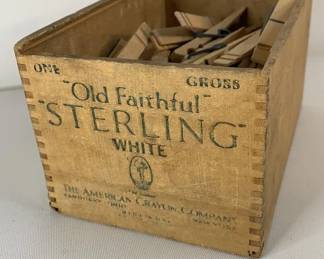 ONE GROSS
"Old Faithful"
"STERLING"
WHITE
THE AMERICAN CRAYON COMPANY